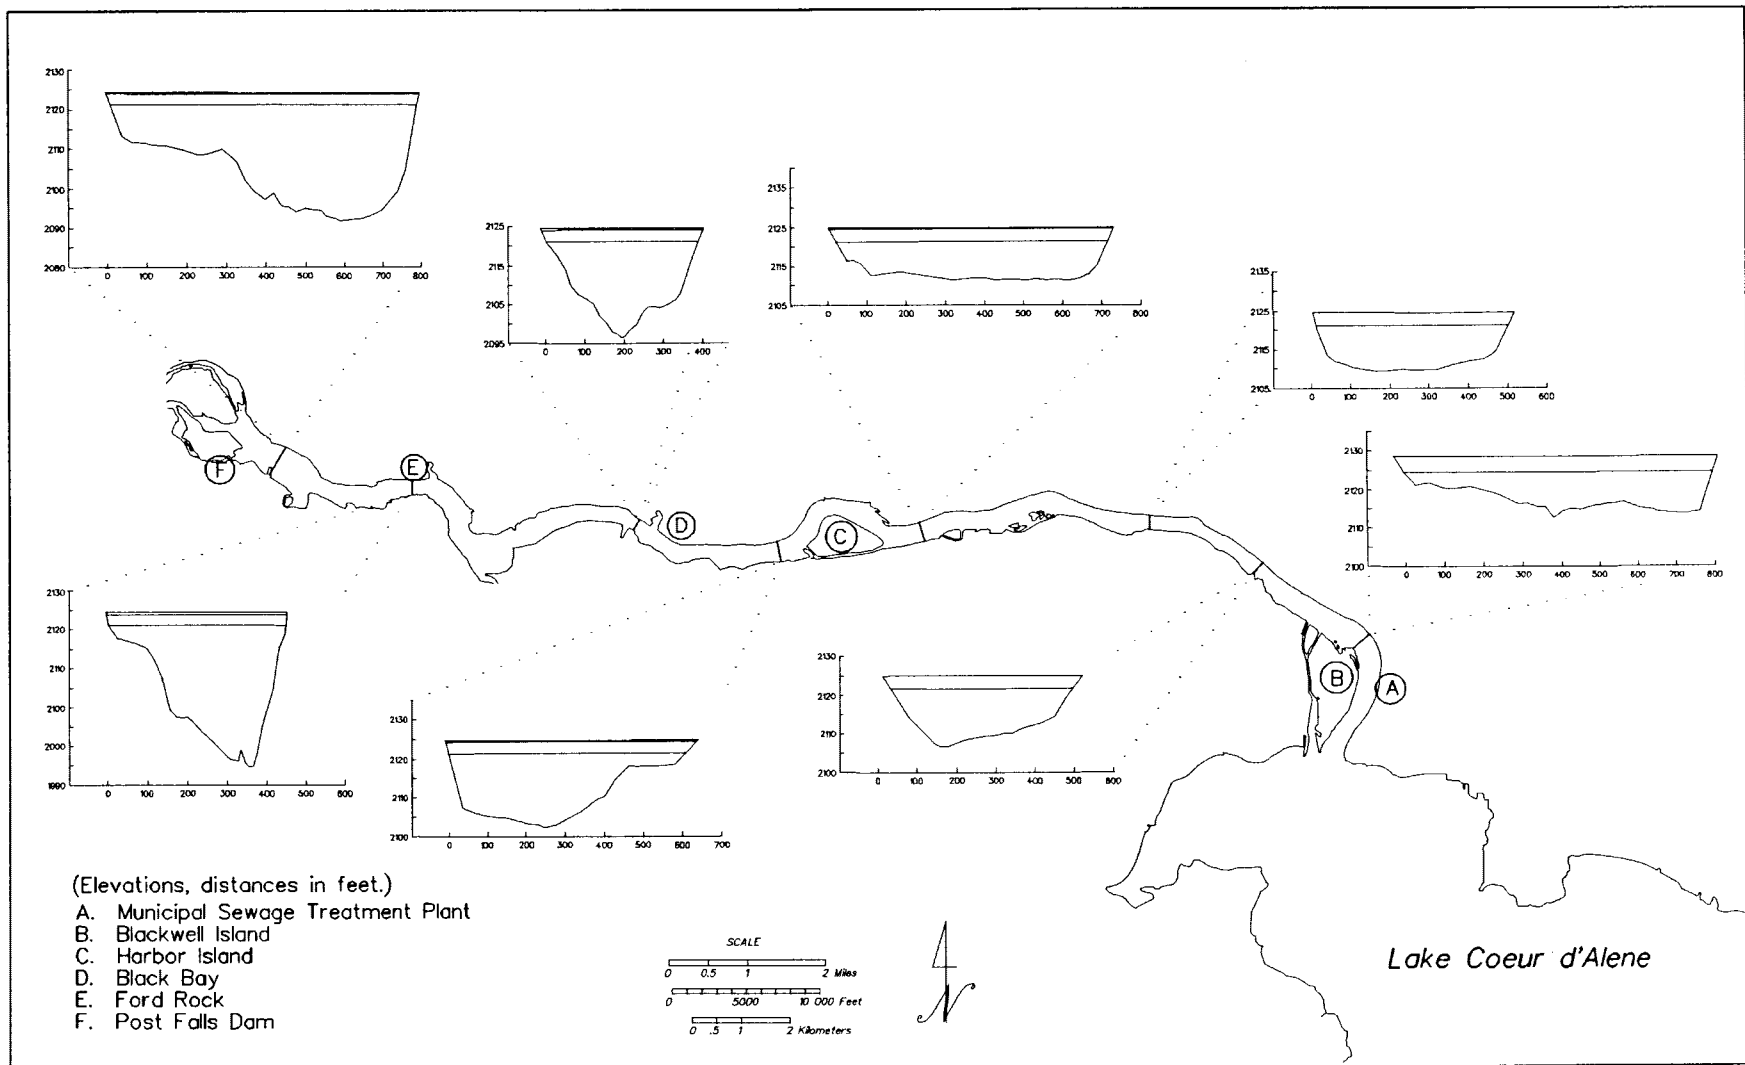 2130
2120
2110
2100
2090
2080
0 100 200 300 400 500 600 700 800
2125
2115
2105
2095
0 100 200 300 400
2135
2125
2115
2105
0 100 200 300 400 500 600 700 800
2135
2125
2115
2105
0 100 200 300 400 500 600
2130
2120
2110
2100
0 100 200 300 400 500 600 700 800
F
E
D
C
B
A
2130
2120
2110
2100
2000
1990
0 100 200 300 400 500 600
2130
2120
2110
2100
0 100 200 300 400 500 600 700
2130
2120
2110
2100
0 100 200 300 400 500 600
(Elevations, distances in feet.)
A. Municipal Sewage Treatment Plant
B. Blackwell Island
C. Harbor Island
D. Black Bay
E. Ford Rock
F. Post Falls Dam
SCALE
0 0.5 1 2 Miles
0 5000 10 000 Feet
0 .5 1 2 Kilometers
N
Lake Coeur d'Alene